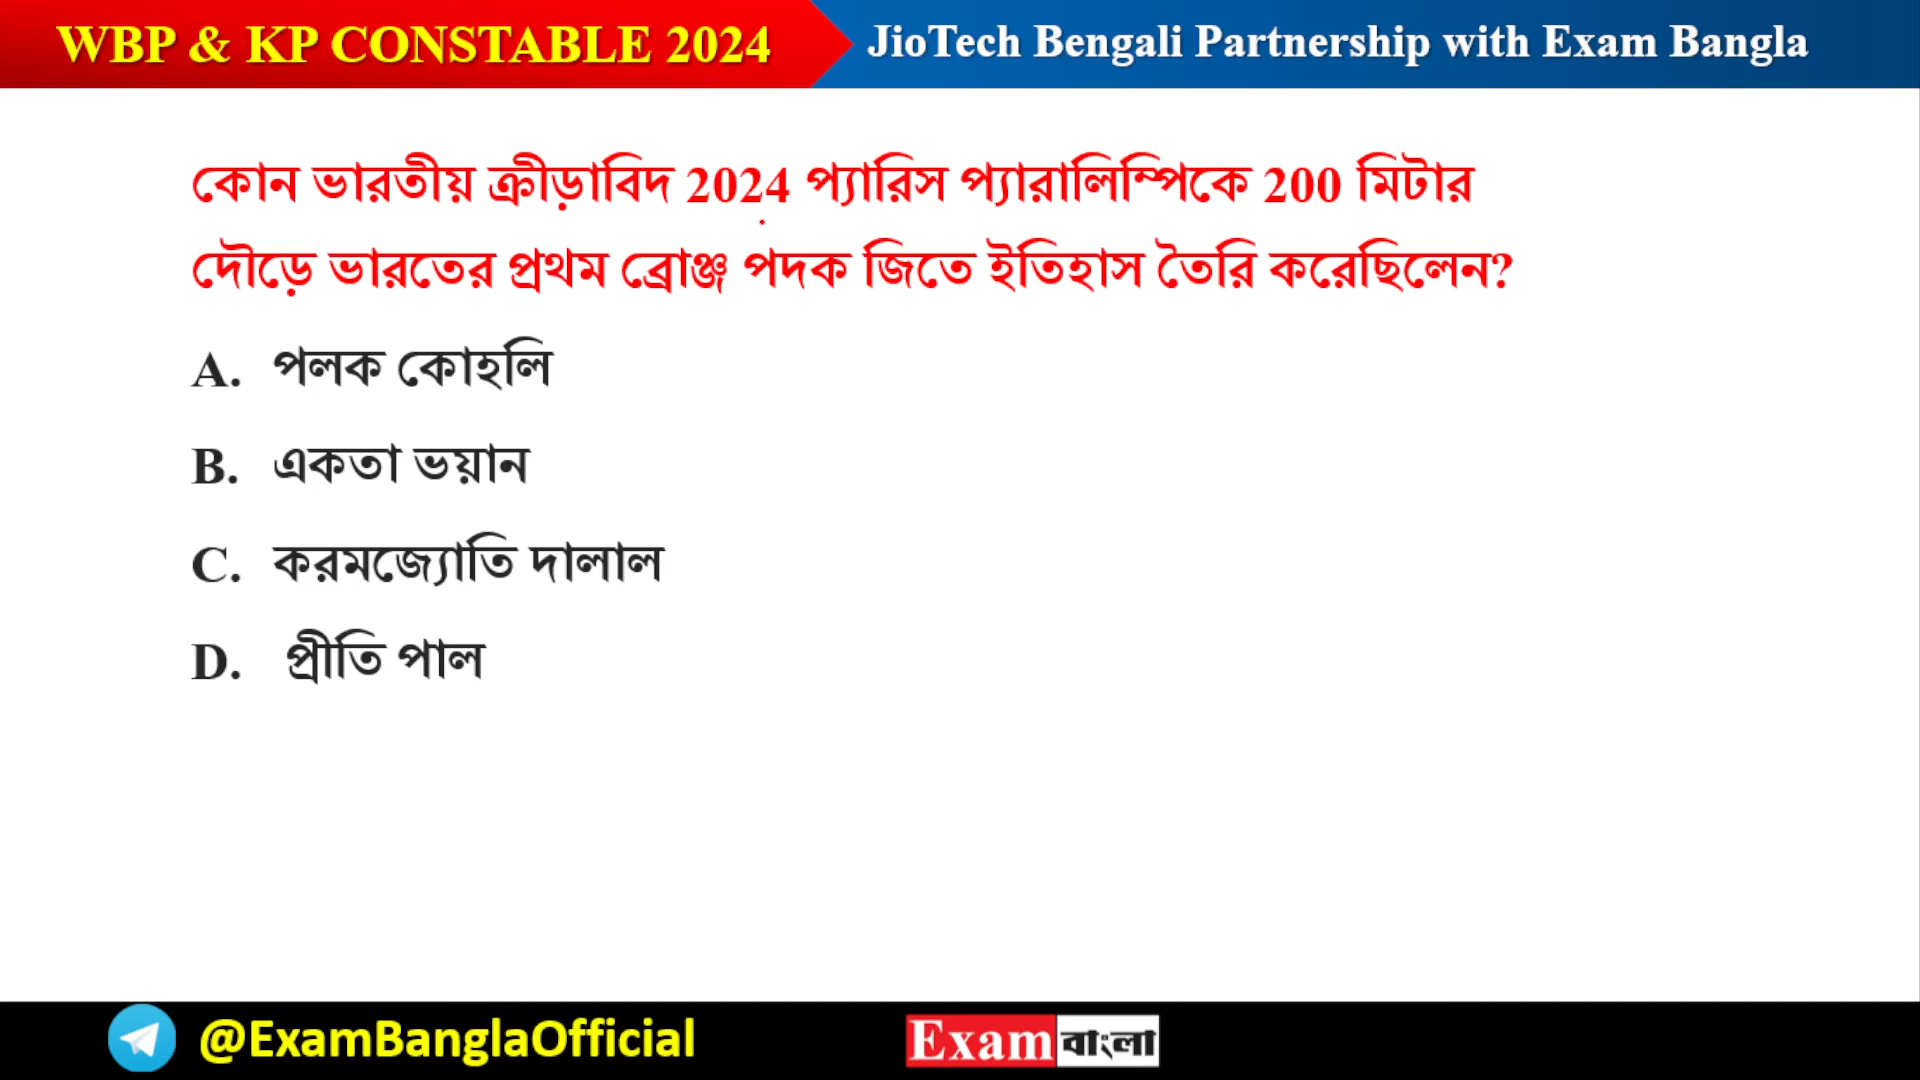 WBP & KP CONSTABLE 2024
JioTech Bengali Partnership with Exam Bangla
কোন ভারতীয় ক্রীড়াবিদ 2024 প্যারিস প্যারালিম্পিকে 200 মিটার
দৌড়ে ভারতের প্রথম ব্রোঞ্জ পদক জিতে ইতিহাস তৈরি করেছিলেন?
A. পলক কোহলি
B. একতা ভয়ান
C. করমজ্যোতি দালাল
D. প্রীতি পাল
@ExamBanglaOfficial
Exam বাংলা